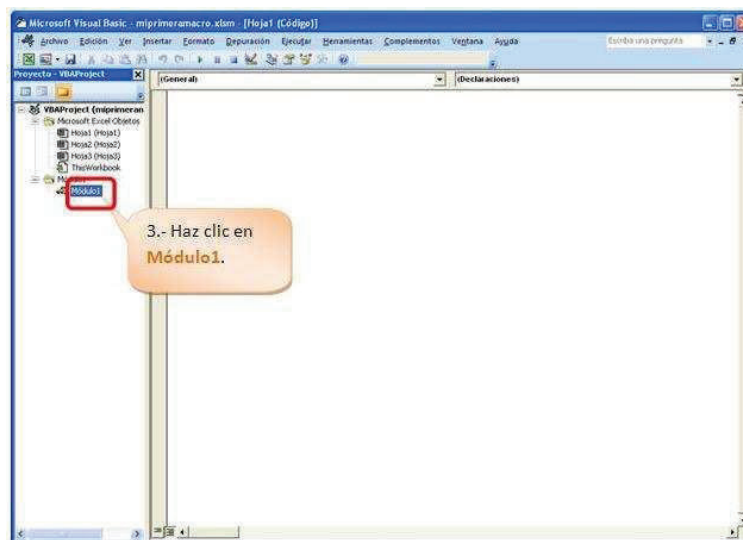 Microsoft Visual Basic - miprimeramacro.xlsm - [Hoja1 (Código)]
Archivo Edición Ver Insertar Formato Depuración Ejecutar Herramientas Complementos Ventana Ayuda Escriba una pregunta
Proyecto - VBAProject
(General) (Declaraciones)
VBAProject (miprimeran
Microsoft Excel Objetos
Hoja1 (Hoja1)
Hoja2 (Hoja2)
Hoja3 (Hoja3)
ThisWorkbook
Módulo1
3.- Haz clic en
Módulo1.